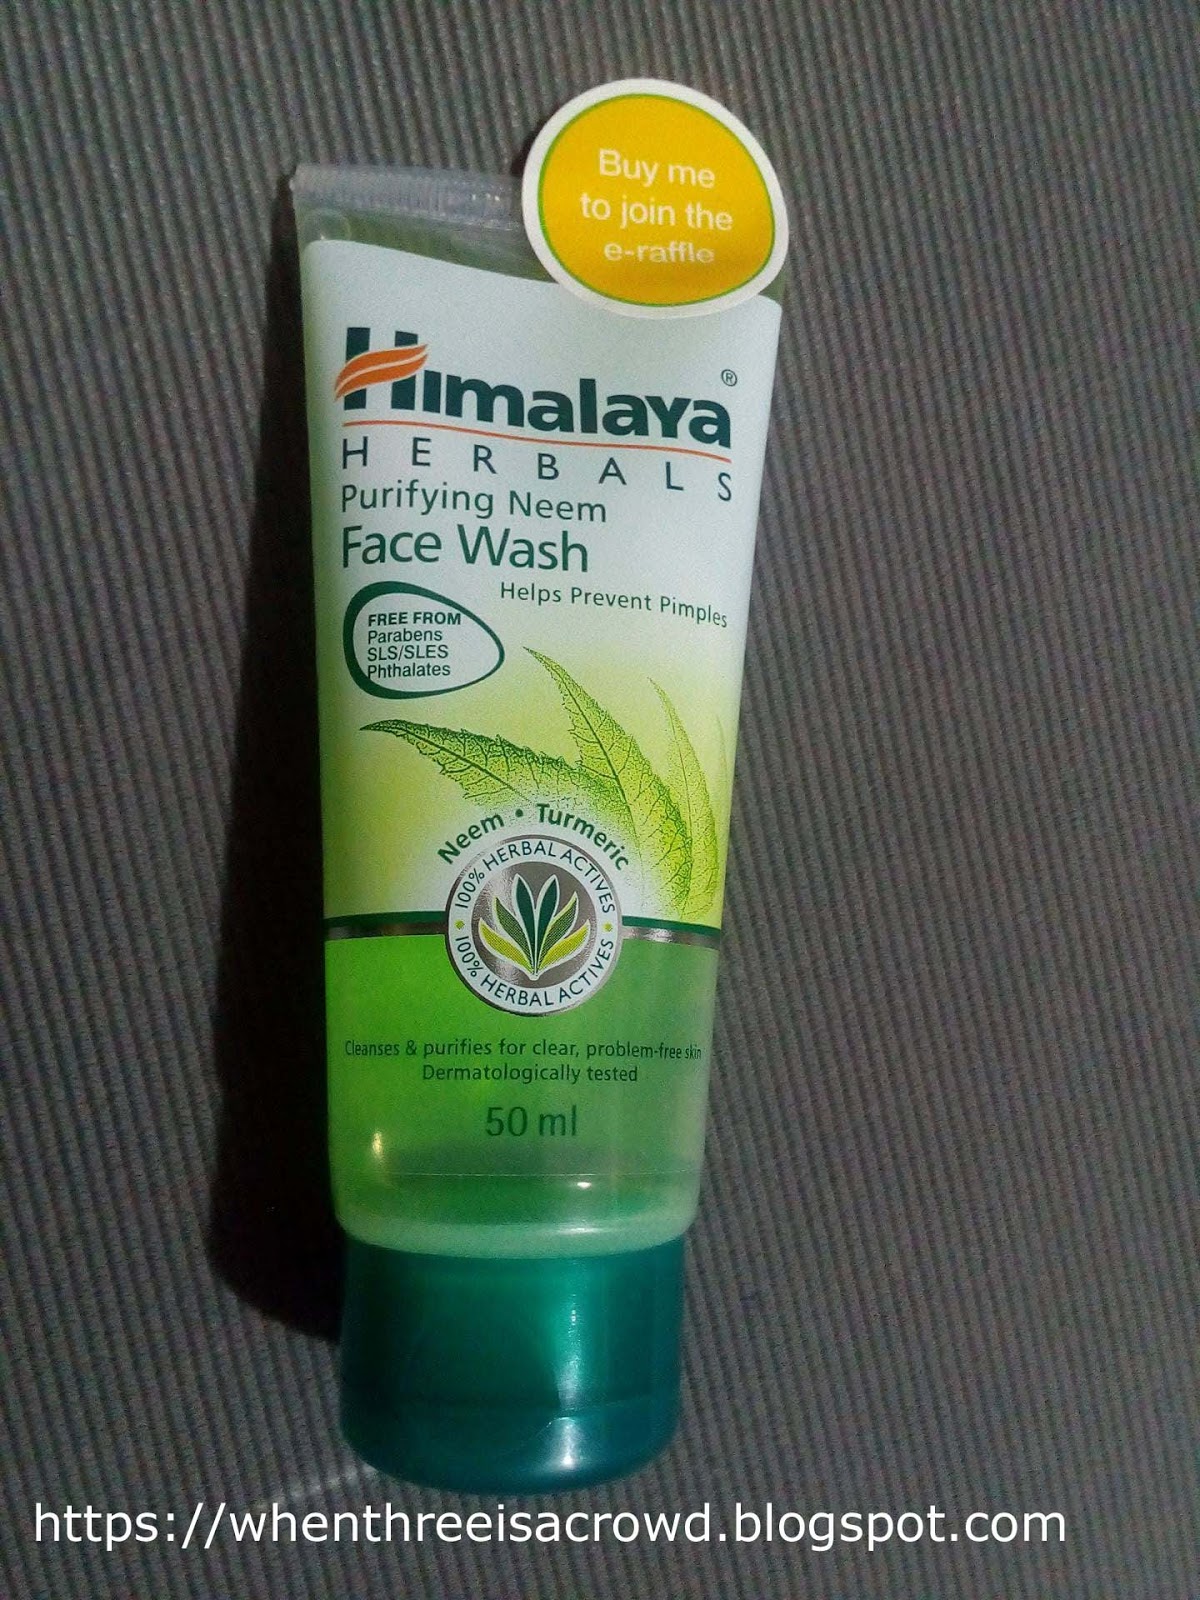 Buy me
to join the
e-raffle
Himalaya®
HERBALS
Purifying Neem
Face Wash
Helps Prevent Pimples
FREE FROM
Parabens
SLS/SLES
Phthalates
Neem • Turmeric
100% HERBAL ACTIVES
100% HERBAL ACTIVES
Cleanses & purifies for clear, problem-free skin
Dermatologically tested
50 ml
https://whenthreeisacrowd.blogspot.com